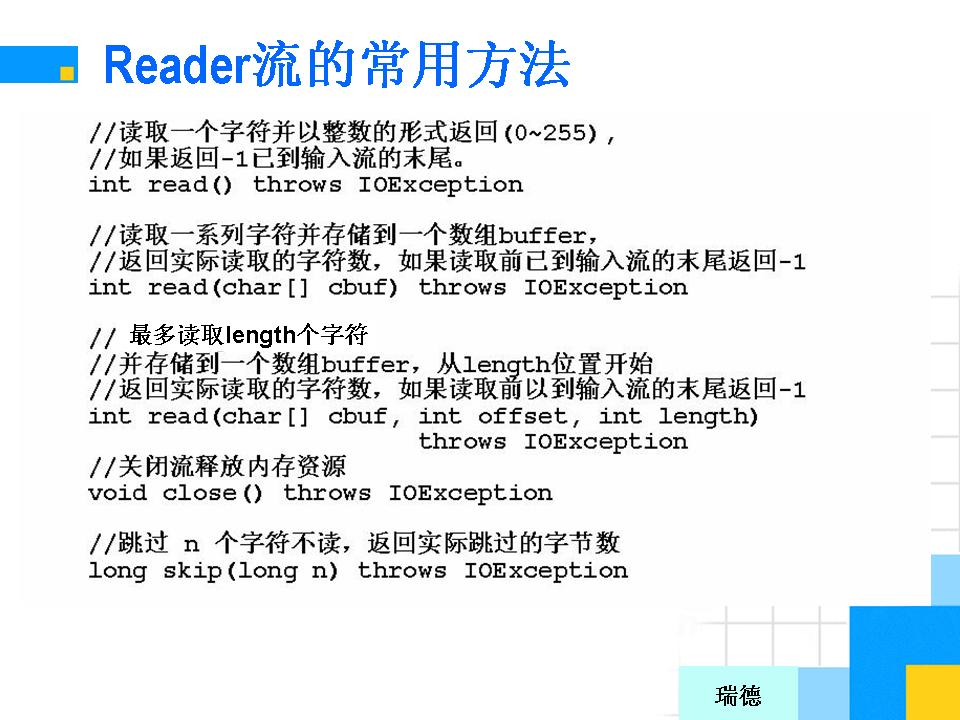 Reader流的常用方法
//读取一个字符并以整数的形式返回(0~255),
//如果返回-1已到输入流的末尾。
int read() throws IOException
//读取一系列字符并存储到一个数组buffer,
//返回实际读取的字符数，如果读取前已到输入流的末尾返回-1
int read(char[] cbuf) throws IOException
// 最多读取length个字符
//并存储到一个数组buffer，从length位置开始
//返回实际读取的字符数，如果读取前以到输入流的末尾返回-1
int read(char[] cbuf, int offset, int length)
throws IOException
//关闭流释放内存资源
void close() throws IOException
//跳过 n 个字符不读，返回实际跳过的字节数
long skip(long n) throws IOException
瑞德